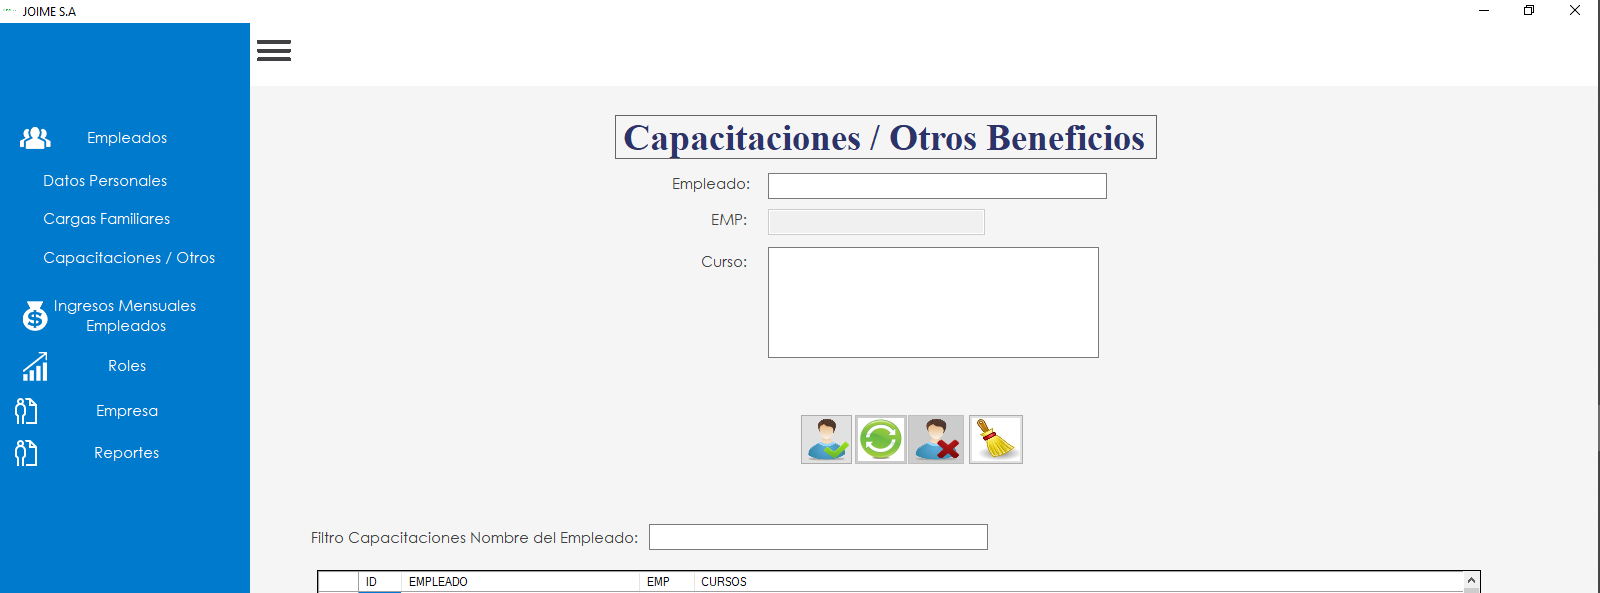 JOIME S.A
Empleados
Datos Personales
Cargas Familiares
Capacitaciones / Otros
Ingresos Mensuales
Empleados
Roles
Empresa
Reportes
Capacitaciones / Otros Beneficios
Empleado:
EMP:
Curso:
Filtro Capacitaciones Nombre del Empleado:
ID EMPLEADO EMP CURSOS